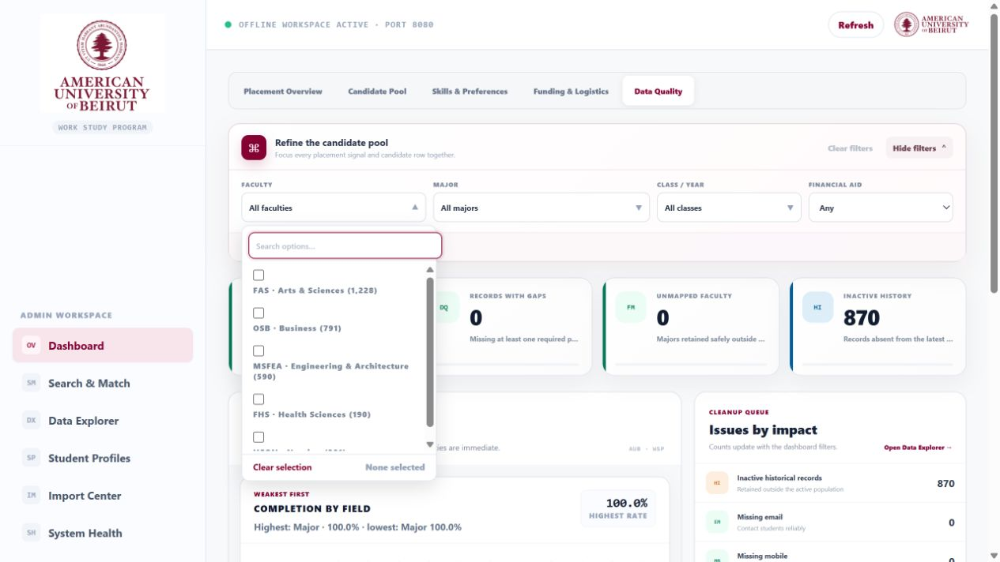 AMERICAN
UNIVERSITY
OF BEIRUT
WORK STUDY PROGRAM
ADMIN WORKSPACE
OV Dashboard
SM Search & Match
DX Data Explorer
SP Student Profiles
IM Import Center
SH System Health
OFFLINE WORKSPACE ACTIVE · PORT 8080
Refresh
AMERICAN
UNIVERSITY
OF BEIRUT
Placement Overview Candidate Pool Skills & Preferences Funding & Logistics Data Quality
⌘ Refine the candidate pool
Focus every placement signal and candidate row together.
Clear filters Hide filters ^
FACULTY MAJOR CLASS / YEAR FINANCIAL AID
All faculties ▲ All majors ▼ All classes ▼ Any
Search options...
FAS · Arts & Sciences (1,228)
OSB · Business (791)
MSFEA · Engineering & Architecture
(590)
FHS · Health Sciences (190)
Clear selection None selected
DQ RECORDS WITH GAPS
0
Missing at least one required p...
FM UNMAPPED FACULTY
0
Majors retained safely outside ...
HI INACTIVE HISTORY
870
Records absent from the latest ...
ies are immediate.
AUB · WSP
WEAKEST FIRST
COMPLETION BY FIELD
Highest: Major · 100.0% · lowest: Major 100.0%
100.0%
HIGHEST RATE
CLEANUP QUEUE
Issues by impact
Counts update with the dashboard filters.
Open Data Explorer →
HI Inactive historical records 870
Retained outside the active population
EM Missing email 0
Contact students reliably
Missing mobile 0